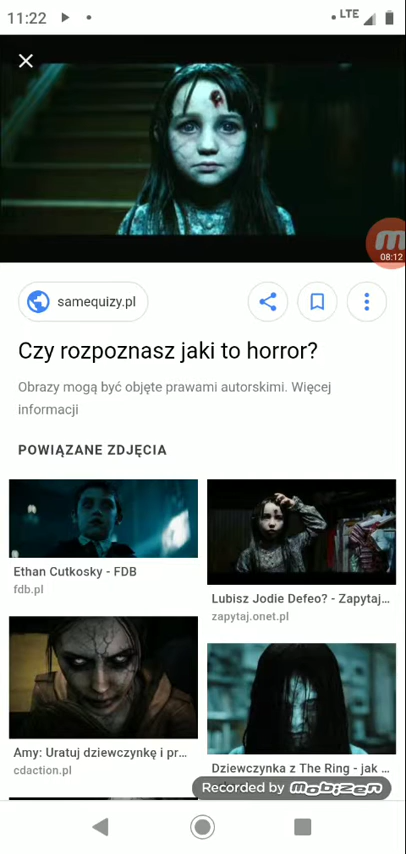 11:22
LTE
08:12
samequizy.pl
Czy rozpoznasz jaki to horror?
Obrazy mogą być objęte prawami autorskimi. Więcej
informacji
POWIĄZANE ZDJĘCIA
Ethan Cutkosky - FDB
fdb.pl
Lubisz Jodie Defeo? - Zapytaj...
zapytaj.onet.pl
Amy: Uratuj dziewczynkę i pr...
cdaction.pl
Dziewczynka z The Ring - jak ...
Recorded by mobizen